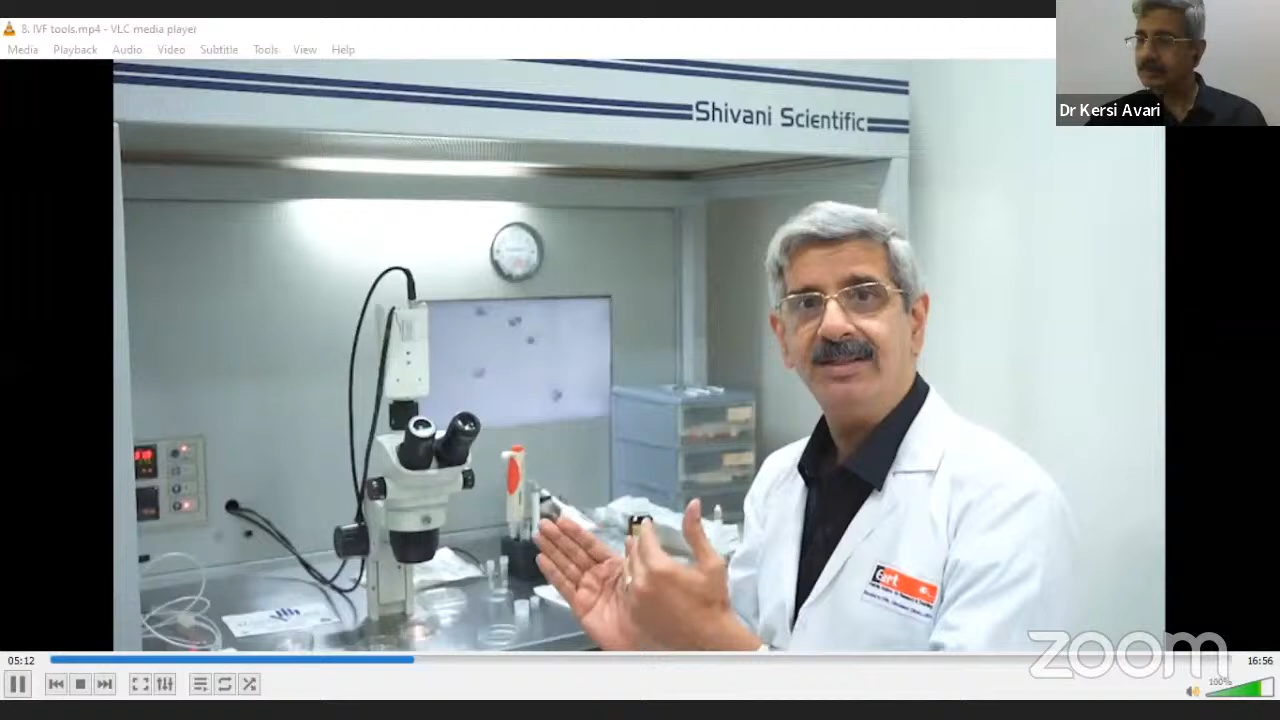 8. IVF tools.mp4 - VLC media player
Media Playback Audio Video Subtitle Tools View Help
Dr Kersi Avari
Shivani Scientific
Eart
zoom
05:12
16:56
100%